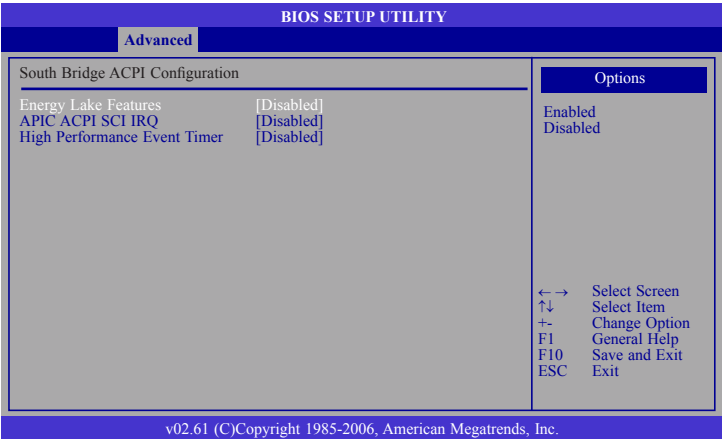 BIOS SETUP UTILITY
Advanced
South Bridge ACPI Configuration
Energy Lake Features [Disabled]
APIC ACPI SCI IRQ [Disabled]
High Performance Event Timer [Disabled]
Options
Enabled
Disabled
←→ Select Screen
↑↓ Select Item
+- Change Option
F1 General Help
F10 Save and Exit
ESC Exit
v02.61 (C)Copyright 1985-2006, American Megatrends, Inc.